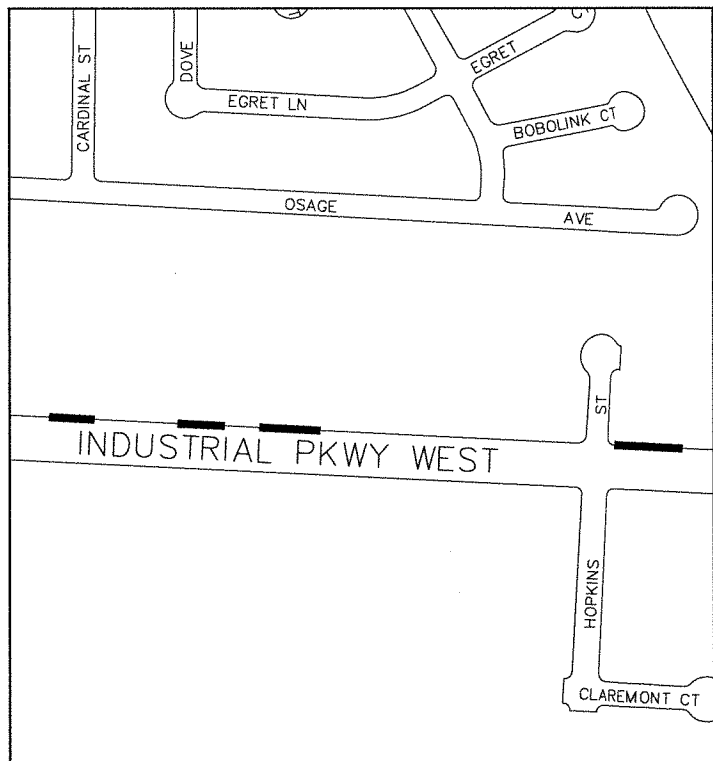 CARDINAL ST
DOVE
EGRET LN
EGRET
BOBOLINK CT
OSAGE
AVE
ST
INDUSTRIAL PKWY WEST
HOPKINS
CLAREMONT CT